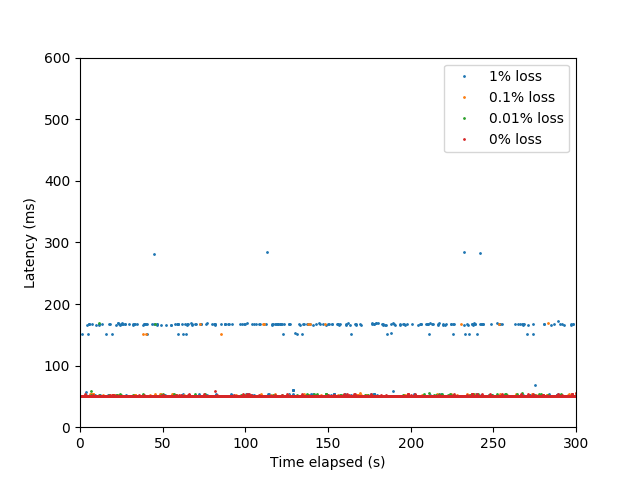 600
500
400
300
200
100
0
Latency (ms)
1% loss
0.1% loss
0.01% loss
0% loss
0 50 100 150 200 250 300
Time elapsed (s)